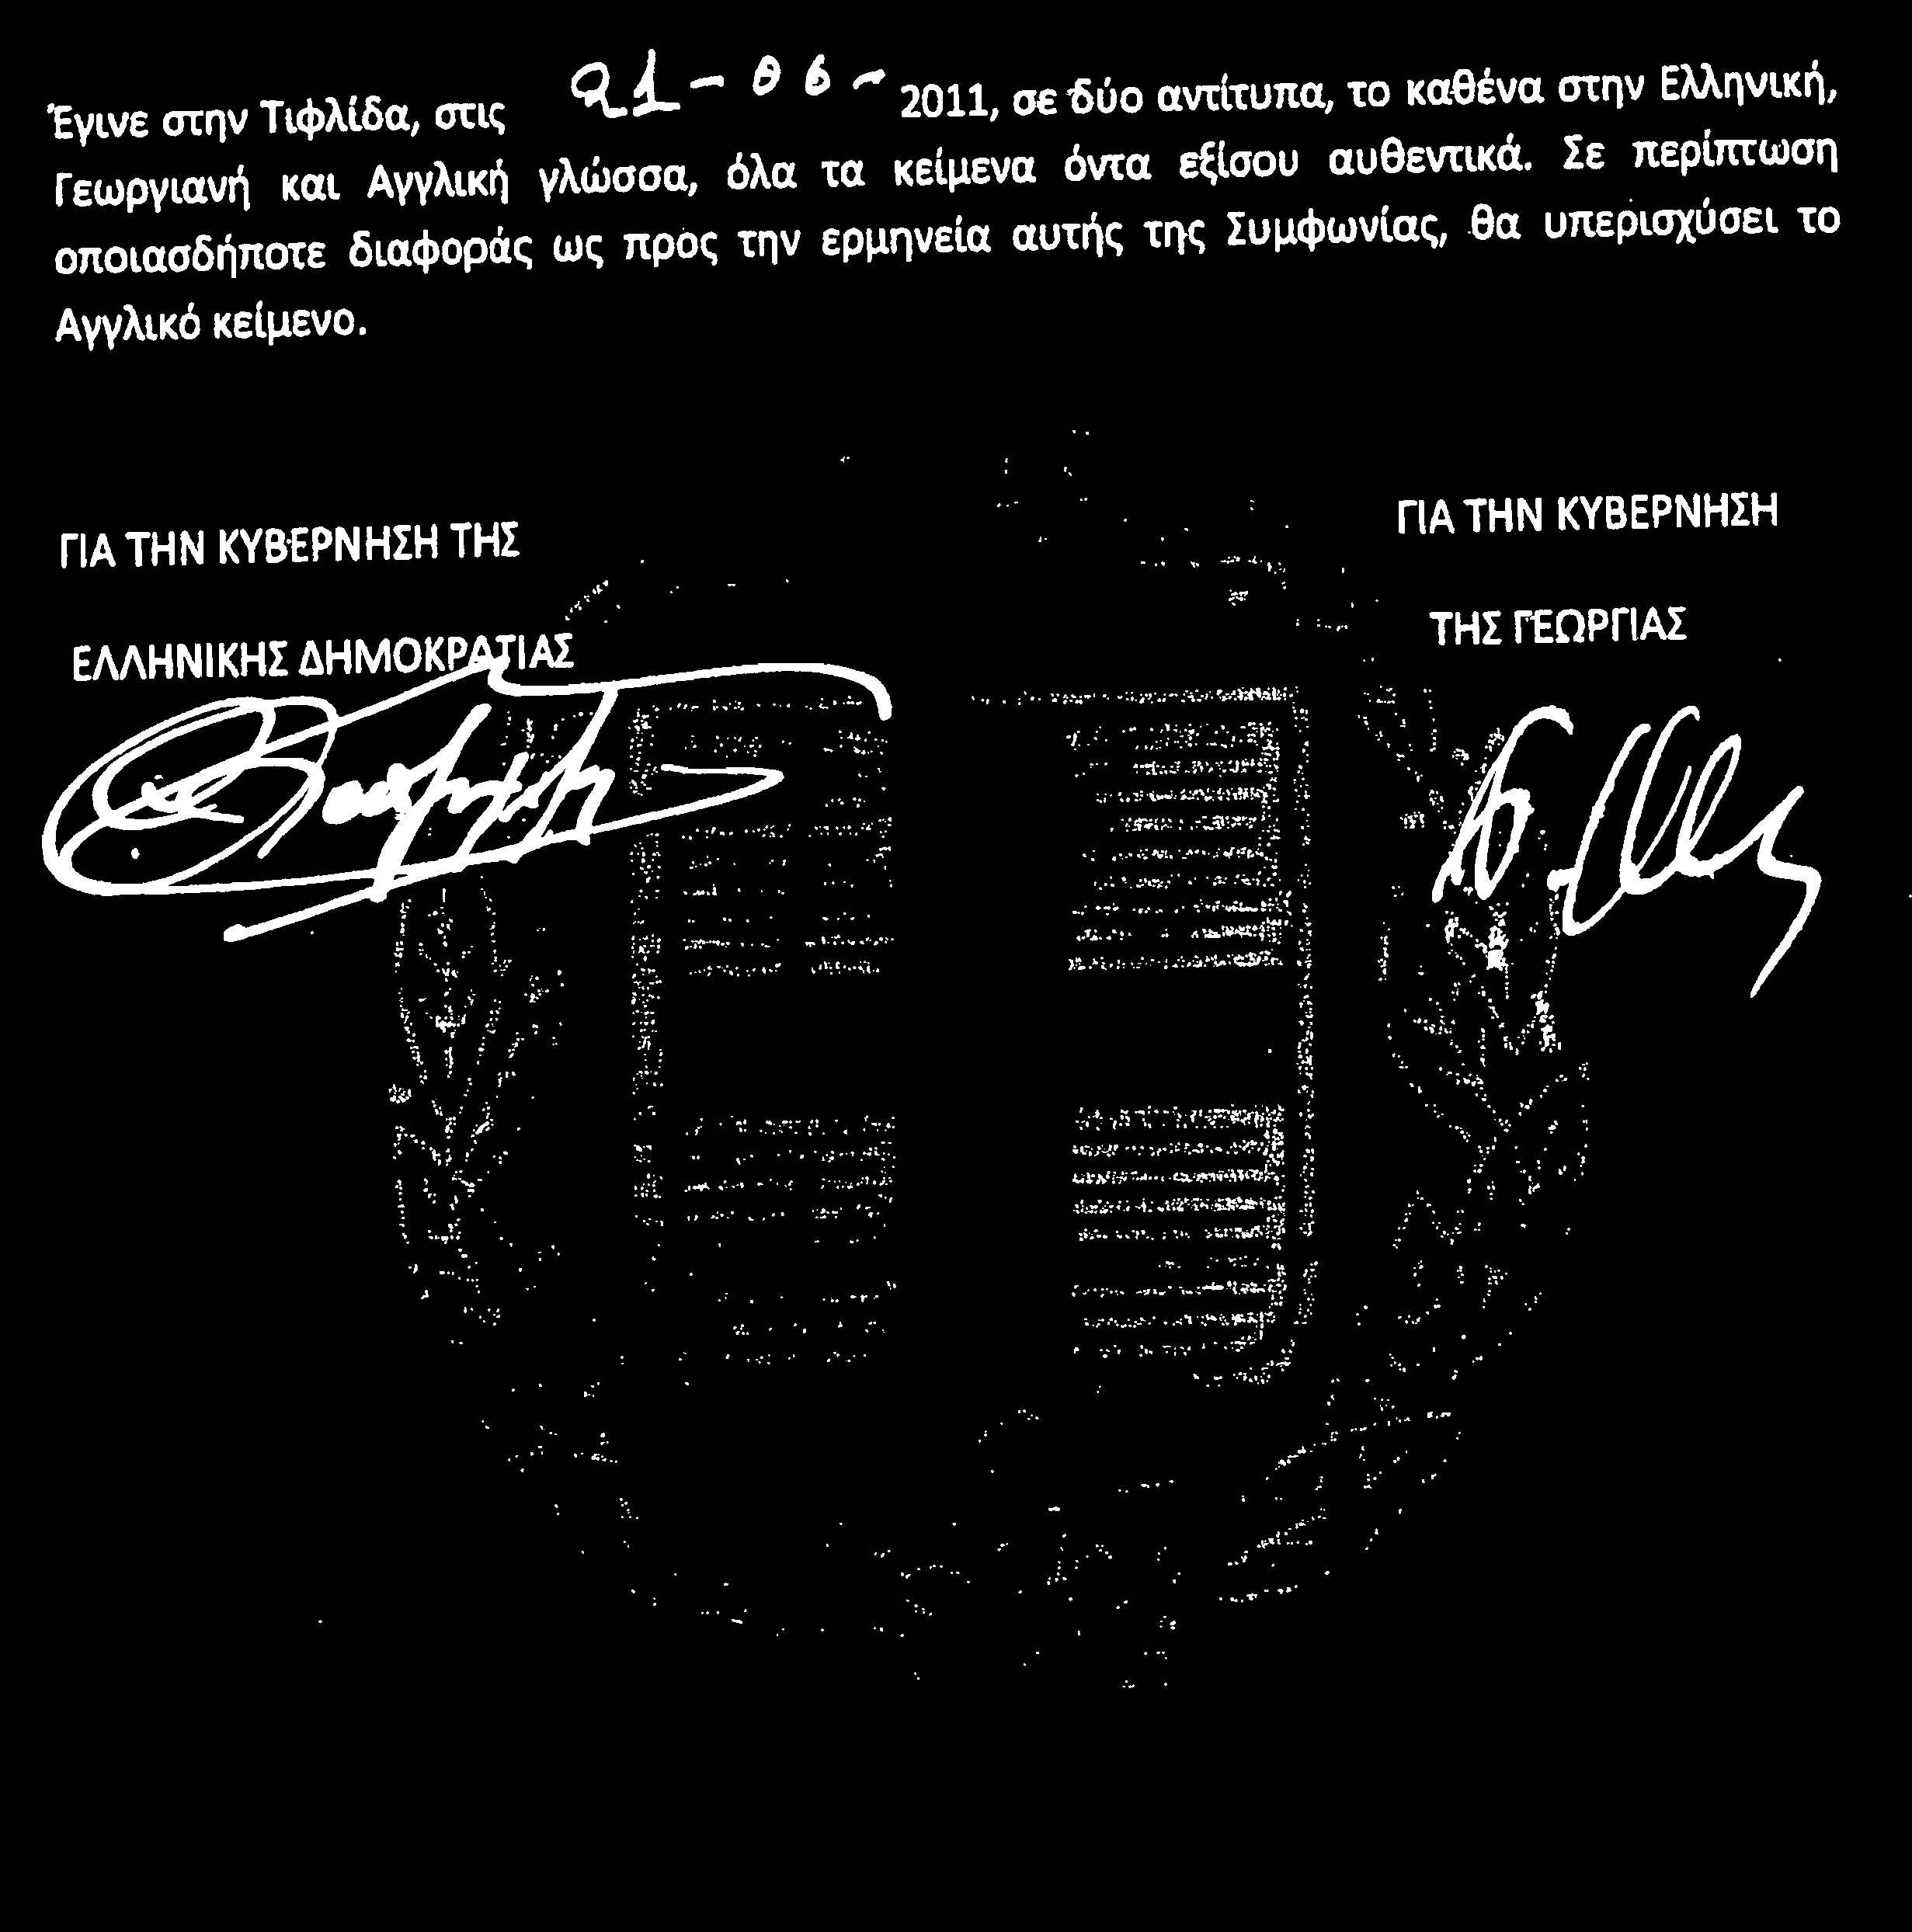 Έγινε στην Τιφλίδα, στις 21-06-2011, σε δύο αντίτυπα, το καθένα στην Ελληνική,
Γεωργιανή και Αγγλική γλώσσα, όλα τα κείμενα όντα εξίσου αυθεντικά. Σε περίπτωση
οποιασδήποτε διαφοράς ως προς την ερμηνεία αυτής της Συμφωνίας, θα υπερισχύσει το
Αγγλικό κείμενο.
ΓΙΑ ΤΗΝ ΚΥΒΕΡΝΗΣΗ ΤΗΣ
ΕΛΛΗΝΙΚΗΣ ΔΗΜΟΚΡΑΤΙΑΣ
ΓΙΑ ΤΗΝ ΚΥΒΕΡΝΗΣΗ
ΤΗΣ ΓΕΩΡΓΙΑΣ